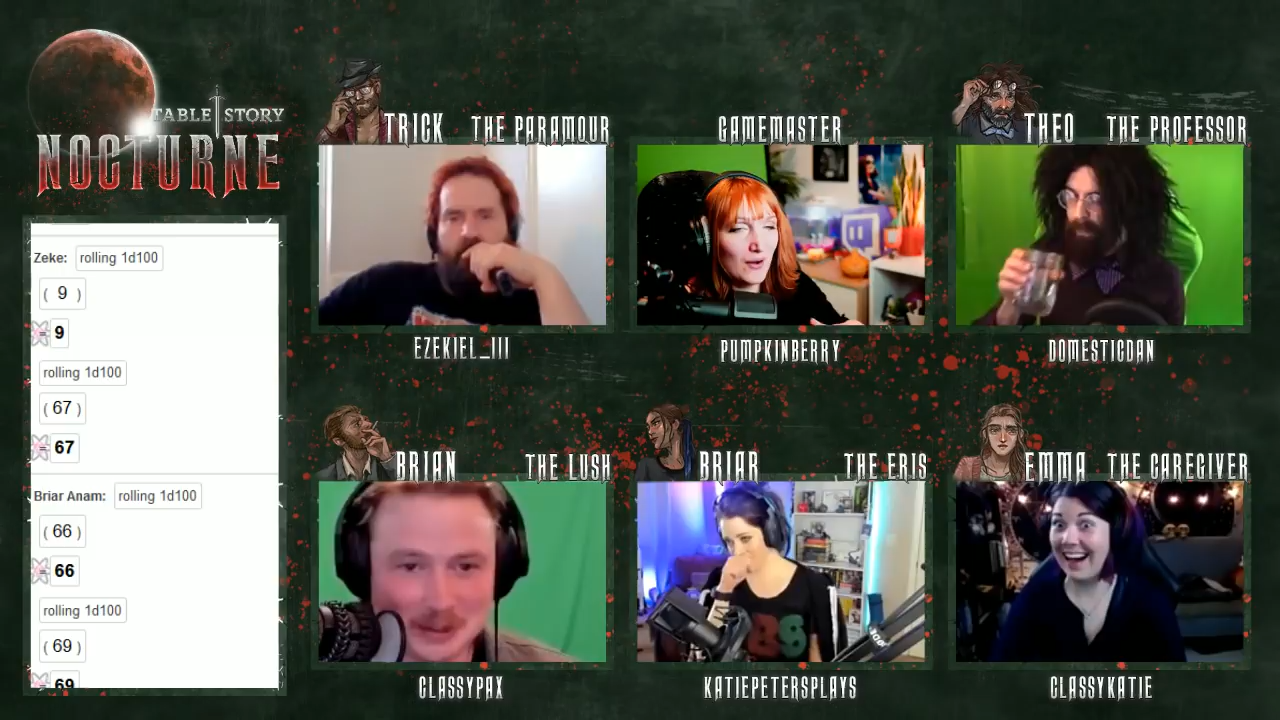 TABLE STORY
NOCTURNE
Zeke: rolling 1d100
( 9 )
= 9
rolling 1d100
( 67 )
= 67
Briar Anam: rolling 1d100
( 66 )
= 66
rolling 1d100
( 69 )
= 69
TRICK THE PARAMOUR
EZEKIEL_III
GAMEMASTER
PUMPKINBERRY
THEO THE PROFESSOR
DOMESTICDAN
BRIAN THE LUSH
CLASSYPAX
BRIAR THE ERIS
BS
KATIEPETERSPLAYS
EMMA THE CAREGIVER
CLASSYKATIE